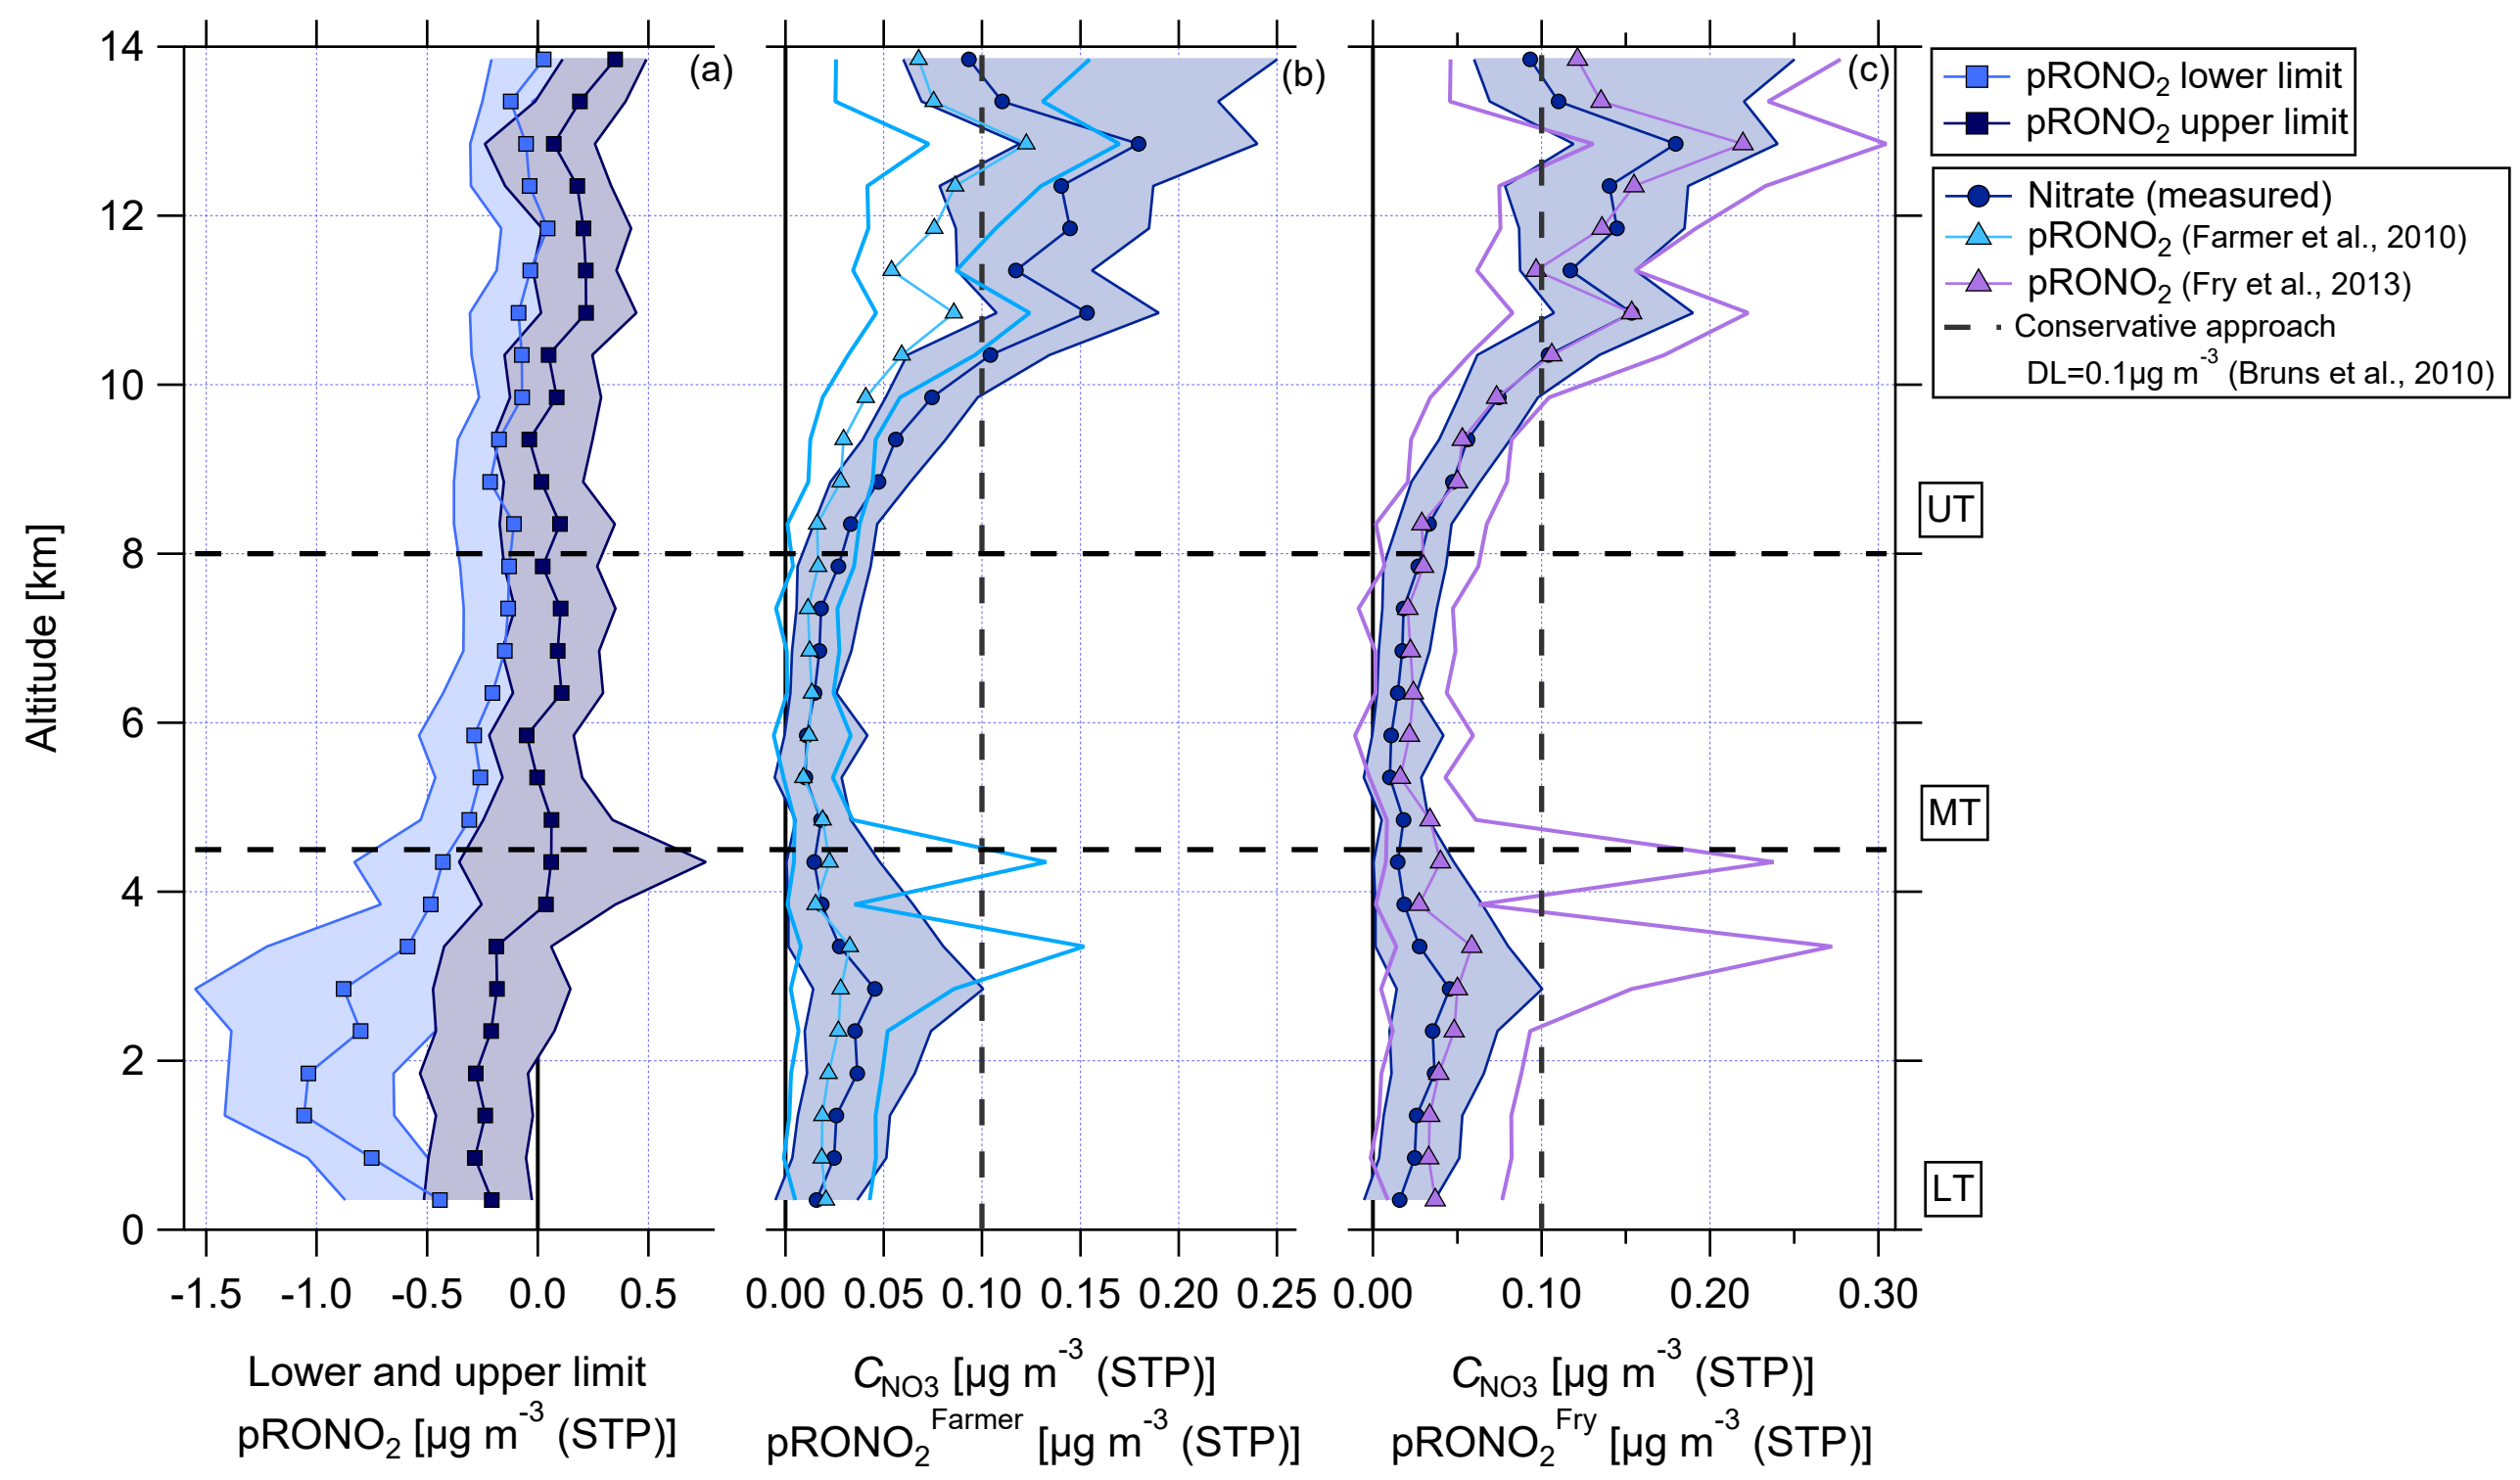 (a)
(b)
(c)
pRONO2 lower limit
pRONO2 upper limit
Nitrate (measured)
pRONO2 (Farmer et al., 2010)
pRONO2 (Fry et al., 2013)
Conservative approach
DL=0.1µg m-3 (Bruns et al., 2010)
UT
MT
LT
Altitude [km]
14
12
10
8
6
4
2
0
-1.5 -1.0 -0.5 0.0 0.5
0.00 0.05 0.10 0.15 0.20 0.25
0.00 0.10 0.20 0.30
Lower and upper limit
pRONO2 [µg m-3 (STP)]
CNO3 [µg m-3 (STP)]
pRONO2Farmer [µg m-3 (STP)]
CNO3 [µg m-3 (STP)]
pRONO2Fry [µg m-3 (STP)]